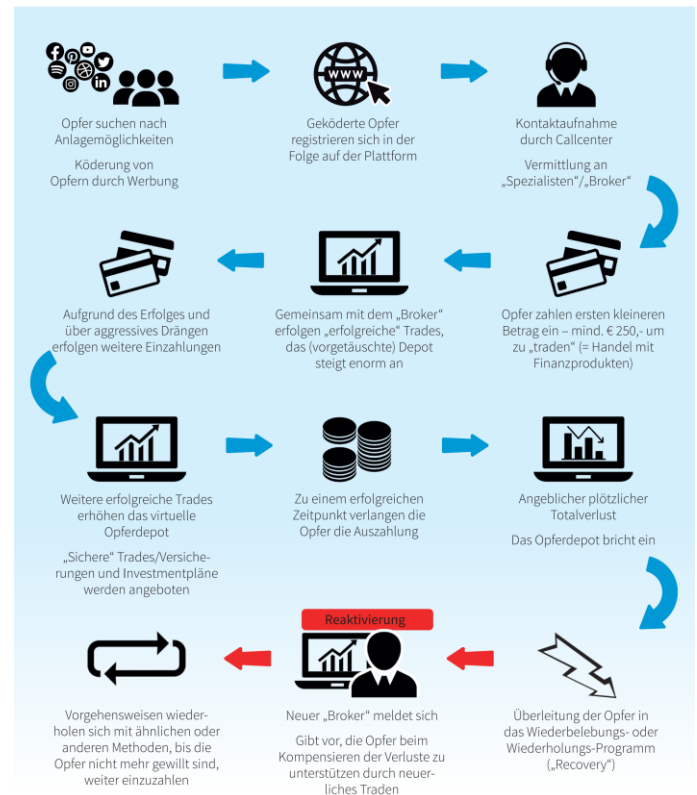 Opfer suchen nach
Anlagemöglichkeiten
Köderung von
Opfern durch Werbung
www
Geköderte Opfer
registrieren sich in der
Folge auf der Plattform
Kontaktaufnahme
durch Callcenter
Vermittlung an
„Spezialisten“/„Broker“
Opfer zahlen ersten kleineren
Betrag ein – mind. € 250,- um
zu „traden“ (= Handel mit
Finanzprodukten)
Gemeinsam mit dem „Broker“
erfolgen „erfolgreiche“ Trades,
das (vorgetäuschte) Depot
steigt enorm an
Aufgrund des Erfolges und
über aggressives Drängen
erfolgen weitere Einzahlungen
Weitere erfolgreiche Trades
erhöhen das virtuelle
Opferdepot
„Sichere“ Trades/Versiche-
rungen und Investmentpläne
werden angeboten
Zu einem erfolgreichen
Zeitpunkt verlangen die
Opfer die Auszahlung
Angeblicher plötzlicher
Totalverlust
Das Opferdepot bricht ein
Überleitung der Opfer in
das Wiederbelebungs- oder
Wiederholungs-Programm
(„Recovery“)
Reaktivierung
Neuer „Broker“ meldet sich
Gibt vor, die Opfer beim
Kompensieren der Verluste zu
unterstützen durch neuer-
liches Traden
Vorgehensweisen wieder-
holen sich mit ähnlichen oder
anderen Methoden, bis die
Opfer nicht mehr gewillt sind,
weiter einzuzahlen